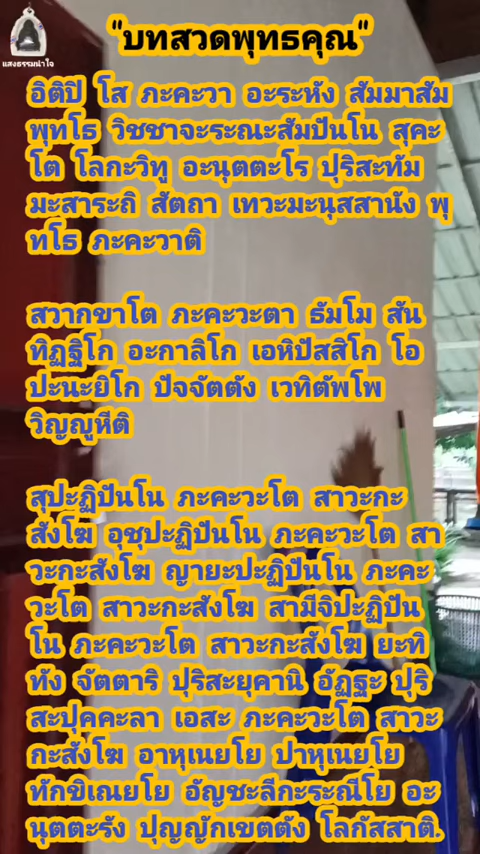 แสงธรรมนำใจ
"บทสวดพุทธคุณ"
อิติปิ โส ภะคะวา อะระหัง สัมมาสัม
พุทโธ วิชชาจะระณะสัมปันโน สุคะ
โต โลกะวิทู อะนุตตะโร ปุริสะทัม
มะสาระถิ สัตถา เทวะมะนุสสานัง พุ
ทโธ ภะคะวาติ
สวากขาโต ภะคะวะตา ธัมโม สัน
ทิฏฐิโก อะกาลิโก เอหิปัสสิโก โอ
ปะนะยิโก ปัจจัตตัง เวทิตัพโพ
วิญญูหีติ
สุปะฏิปันโน ภะคะวะโต สาวะกะ
สังโฆ อุชุปะฏิปันโน ภะคะวะโต สา
วะกะสังโฆ ญายะปะฏิปันโน ภะคะ
วะโต สาวะกะสังโฆ สามีจิปะฏิปัน
โน ภะคะวะโต สาวะกะสังโฆ ยะทิ
ทัง จัตตาริ ปุริสะยุคานิ อัฏฐะ ปุริ
สะปุคคะลา เอสะ ภะคะวะโต สาวะ
กะสังโฆ อาหุเนยโย ปาหุเนยโย
ทักขิเณยโย อัญชะลีกะระณีโย อะ
นุตตะรัง ปุญญักเขตตัง โลกัสสาติ.